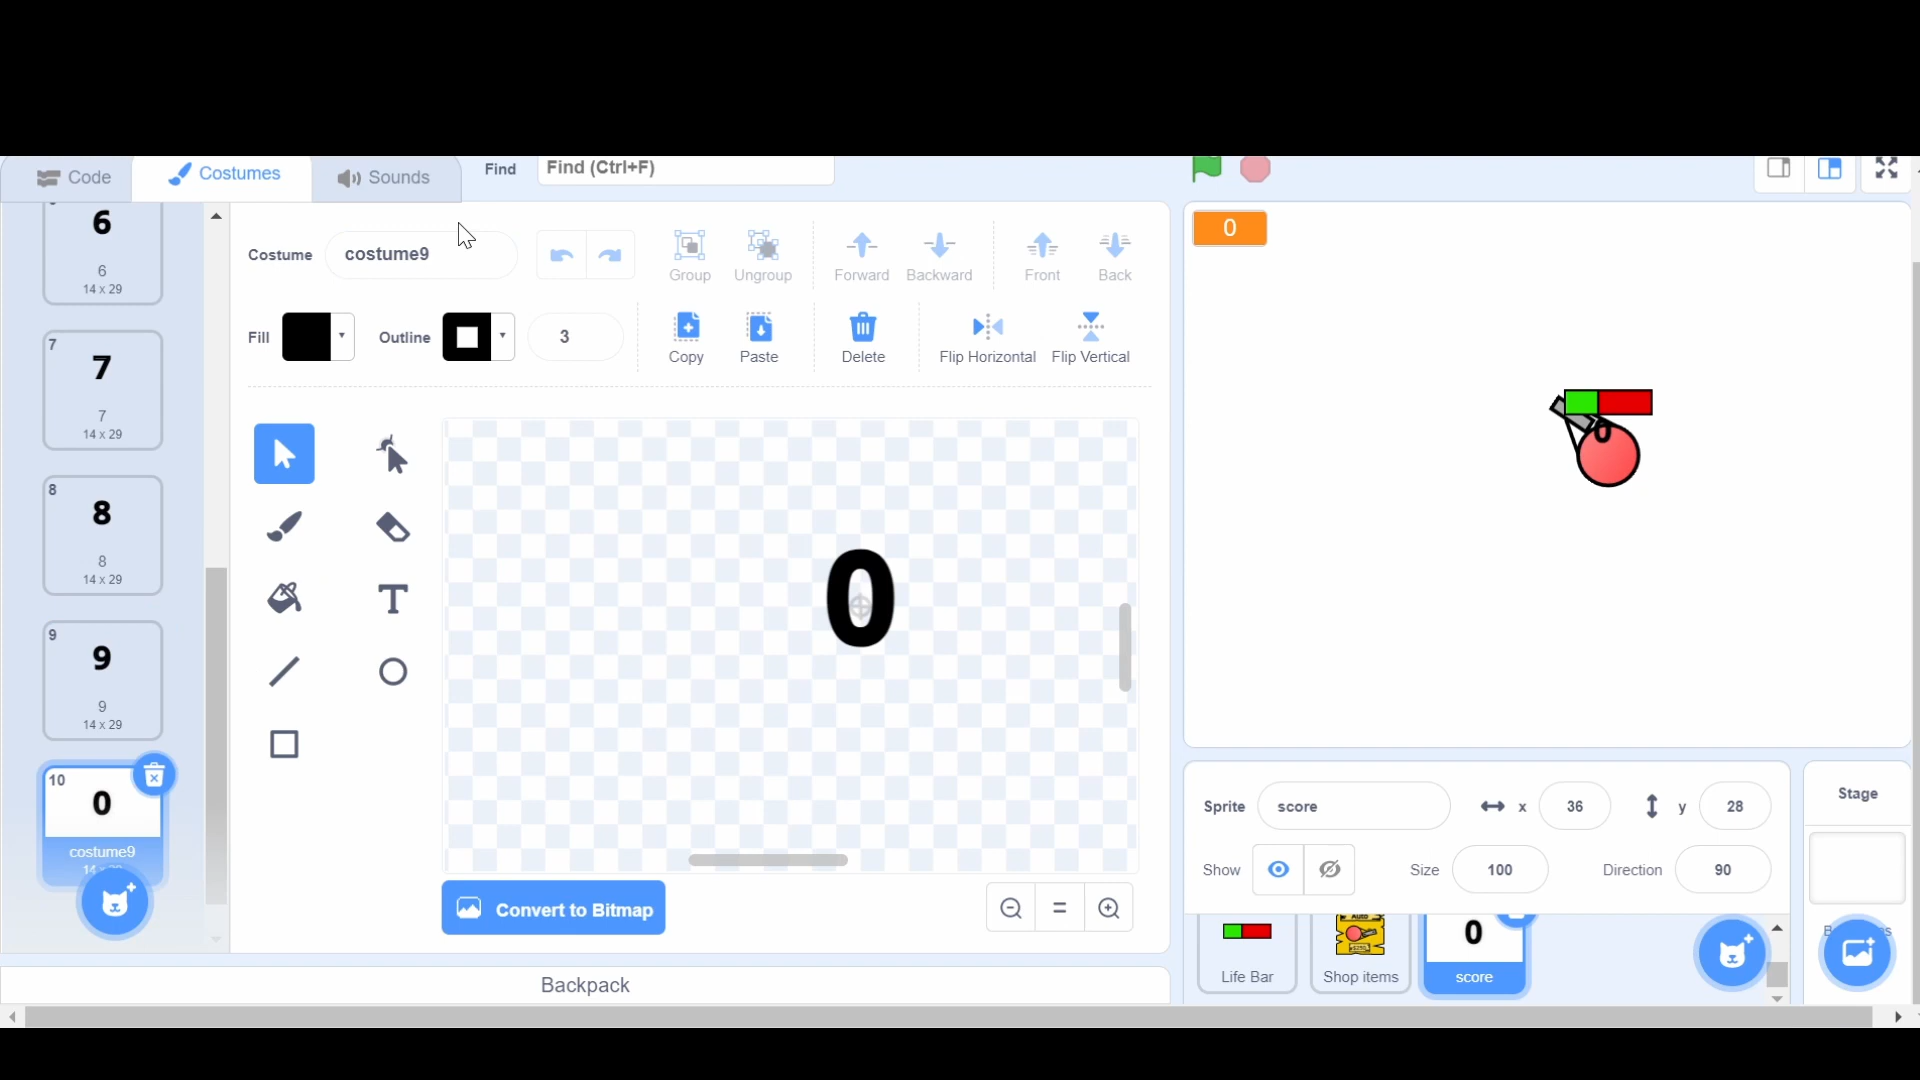 Code
Costumes
Sounds
Find
Find (Ctrl+F)
6
6
14 x 29
7
7
7
14 x 29
8
8
8
14 x 29
9
9
9
14 x 29
10
0
costume9
Costume
costume9
Group
Ungroup
Forward
Backward
Front
Back
Fill
Outline
3
Copy
Paste
Delete
Flip Horizontal
Flip Vertical
0
Convert to Bitmap
Backpack
0
0
Sprite
score
x
36
y
28
Show
Size
100
Direction
90
Life Bar
Auto
Shop items
0
score
Stage